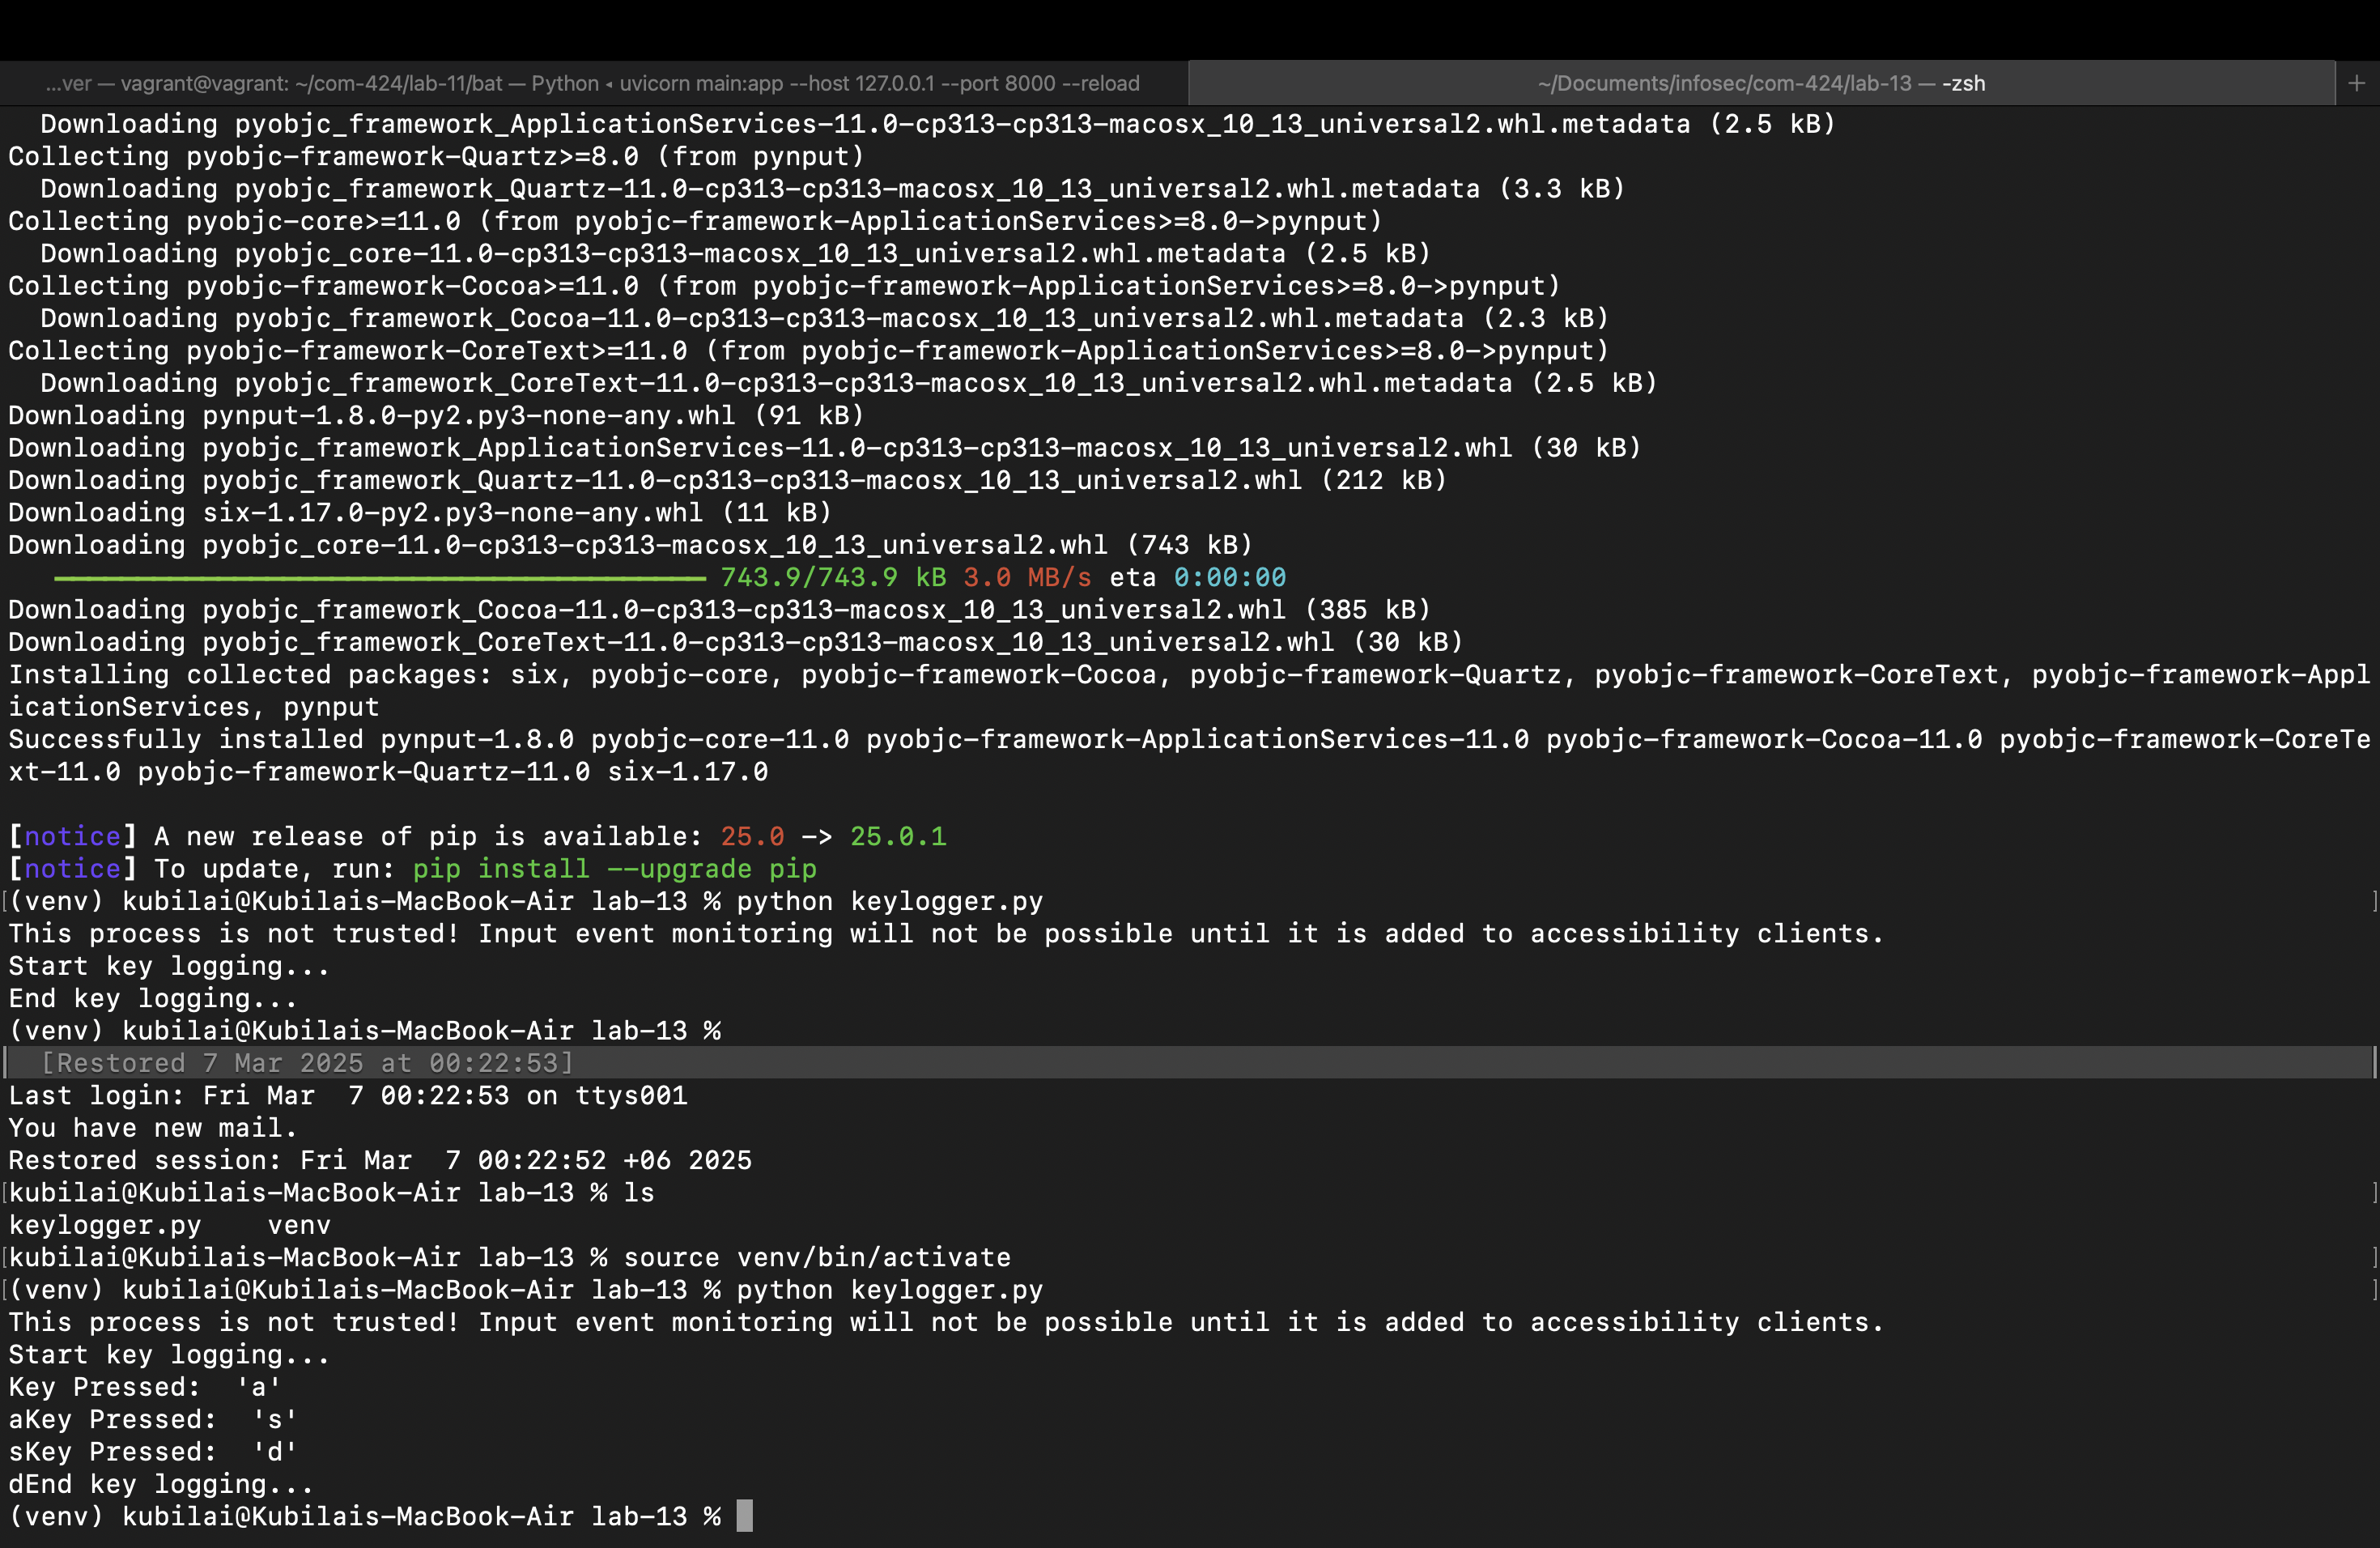 ...ver — vagrant@vagrant: ~/com-424/lab-11/bat — Python ◂ uvicorn main:app --host 127.0.0.1 --port 8000 --reload
~/Documents/infosec/com-424/lab-13 — -zsh
+
  Downloading pyobjc_framework_ApplicationServices-11.0-cp313-cp313-macosx_10_13_universal2.whl.metadata (2.5 kB)
Collecting pyobjc-framework-Quartz>=8.0 (from pynput)
  Downloading pyobjc_framework_Quartz-11.0-cp313-cp313-macosx_10_13_universal2.whl.metadata (3.3 kB)
Collecting pyobjc-core>=11.0 (from pyobjc-framework-ApplicationServices>=8.0->pynput)
  Downloading pyobjc_core-11.0-cp313-cp313-macosx_10_13_universal2.whl.metadata (2.5 kB)
Collecting pyobjc-framework-Cocoa>=11.0 (from pyobjc-framework-ApplicationServices>=8.0->pynput)
  Downloading pyobjc_framework_Cocoa-11.0-cp313-cp313-macosx_10_13_universal2.whl.metadata (2.3 kB)
Collecting pyobjc-framework-CoreText>=11.0 (from pyobjc-framework-ApplicationServices>=8.0->pynput)
  Downloading pyobjc_framework_CoreText-11.0-cp313-cp313-macosx_10_13_universal2.whl.metadata (2.5 kB)
Downloading pynput-1.8.0-py2.py3-none-any.whl (91 kB)
Downloading pyobjc_framework_ApplicationServices-11.0-cp313-cp313-macosx_10_13_universal2.whl (30 kB)
Downloading pyobjc_framework_Quartz-11.0-cp313-cp313-macosx_10_13_universal2.whl (212 kB)
Downloading six-1.17.0-py2.py3-none-any.whl (11 kB)
Downloading pyobjc_core-11.0-cp313-cp313-macosx_10_13_universal2.whl (743 kB)
743.9/743.9 kB 3.0 MB/s eta 0:00:00
Downloading pyobjc_framework_Cocoa-11.0-cp313-cp313-macosx_10_13_universal2.whl (385 kB)
Downloading pyobjc_framework_CoreText-11.0-cp313-cp313-macosx_10_13_universal2.whl (30 kB)
Installing collected packages: six, pyobjc-core, pyobjc-framework-Cocoa, pyobjc-framework-Quartz, pyobjc-framework-CoreText, pyobjc-framework-Appl
icationServices, pynput
Successfully installed pynput-1.8.0 pyobjc-core-11.0 pyobjc-framework-ApplicationServices-11.0 pyobjc-framework-Cocoa-11.0 pyobjc-framework-CoreTe
xt-11.0 pyobjc-framework-Quartz-11.0 six-1.17.0
[notice] A new release of pip is available: 25.0 -> 25.0.1
[notice] To update, run: pip install --upgrade pip
[(venv) kubilai@Kubilais-MacBook-Air lab-13 % python keylogger.py ]
This process is not trusted! Input event monitoring will not be possible until it is added to accessibility clients.
Start key logging...
End key logging...
(venv) kubilai@Kubilais-MacBook-Air lab-13 %
[Restored 7 Mar 2025 at 00:22:53]
Last login: Fri Mar  7 00:22:53 on ttys001
You have new mail.
Restored session: Fri Mar  7 00:22:52 +06 2025
[kubilai@Kubilais-MacBook-Air lab-13 % ls ]
keylogger.py    venv
[kubilai@Kubilais-MacBook-Air lab-13 % source venv/bin/activate ]
[(venv) kubilai@Kubilais-MacBook-Air lab-13 % python keylogger.py ]
This process is not trusted! Input event monitoring will not be possible until it is added to accessibility clients.
Start key logging...
Key Pressed:  'a'
aKey Pressed:  's'
sKey Pressed:  'd'
dEnd key logging...
(venv) kubilai@Kubilais-MacBook-Air lab-13 %